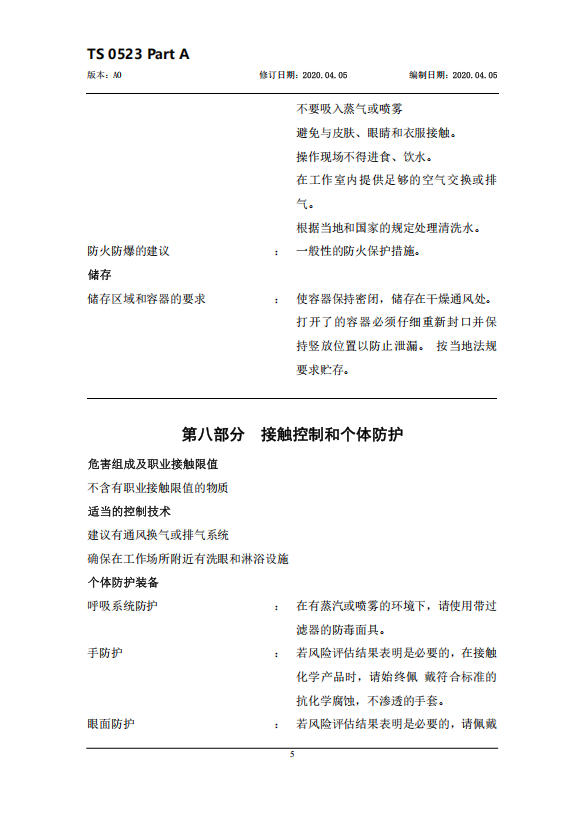 TS 0523 Part A
版本：A0 修订日期：2020.04.05 编制日期：2020.04.05
不要吸入蒸气或喷雾
避免与皮肤、眼睛和衣服接触。
操作现场不得进食、饮水。
在工作室内提供足够的空气交换或排
气。
根据当地和国家的规定处理清洗水。
防火防爆的建议 ： 一般性的防火保护措施。
储存
储存区域和容器的要求 ： 使容器保持密闭，储存在干燥通风处。
打开了的容器必须仔细重新封口并保
持竖放位置以防止泄漏。 按当地法规
要求贮存。
第八部分 接触控制和个体防护
危害组成及职业接触限值
不含有职业接触限值的物质
适当的控制技术
建议有通风换气或排气系统
确保在工作场所附近有洗眼和淋浴设施
个体防护装备
呼吸系统防护 ： 在有蒸汽或喷雾的环境下，请使用带过
滤器的防毒面具。
手防护 ： 若风险评估结果表明是必要的，在接触
化学产品时，请始终佩 戴符合标准的
抗化学腐蚀，不渗透的手套。
眼面防护 ： 若风险评估结果表明是必要的，请佩戴
5